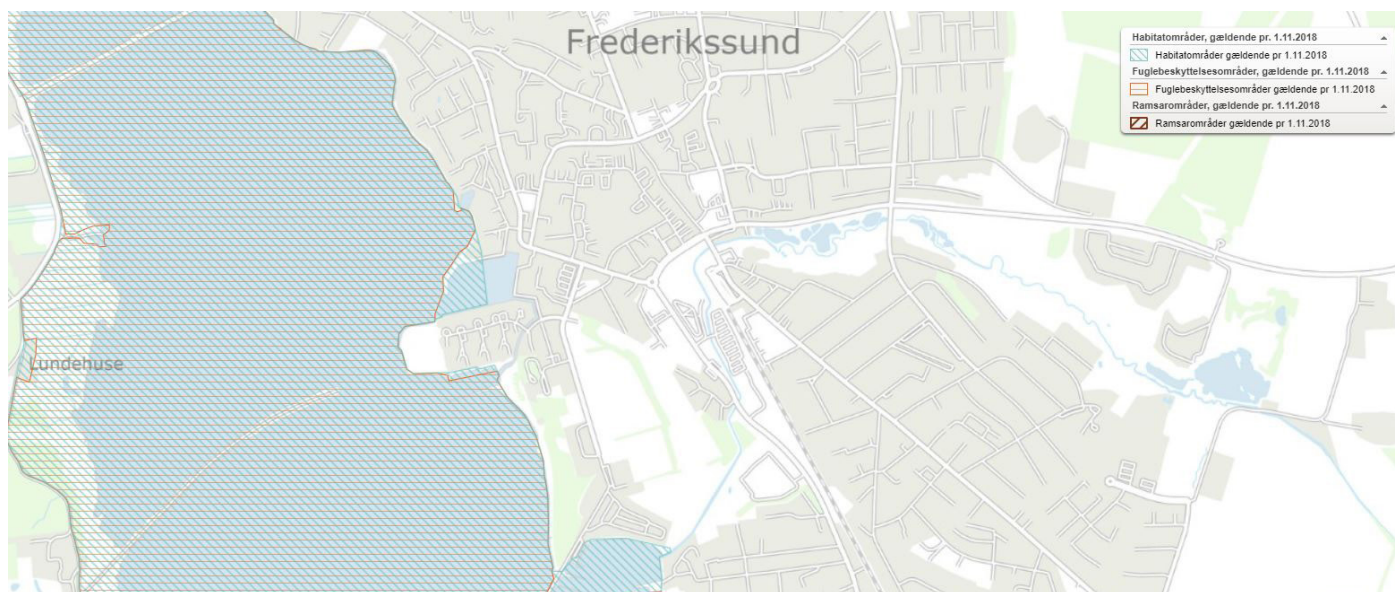 Frederikssund
Habitatområder, gældende pr. 1.11.2018
Habitatområder gældende pr 1.11.2018
Fuglebeskyttelsesområder, gældende pr. 1.11.2018
Fuglebeskyttelsesområder gældende pr 1.11.2018
Ramsarområder, gældende pr. 1.11.2018
Ramsarområder gældende pr 1.11.2018
Lundehuse